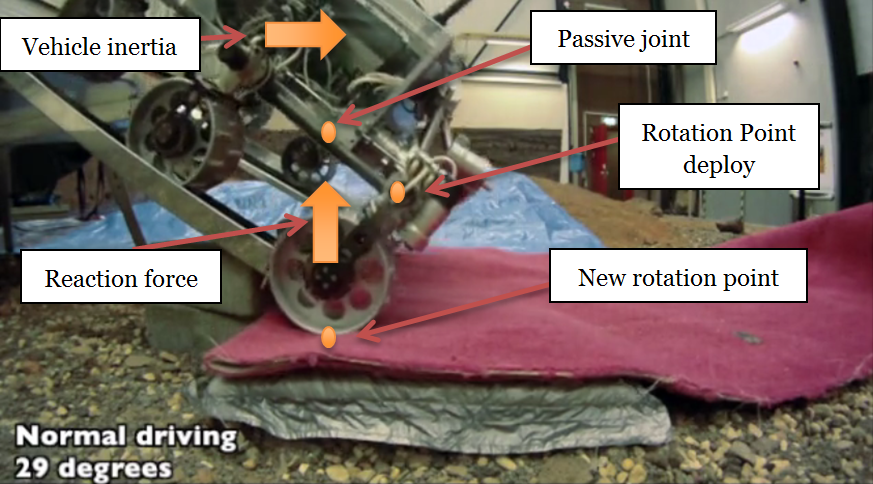 Vehicle inertia
Passive joint
Rotation Point
deploy
Reaction force
New rotation point
Normal driving
29 degrees